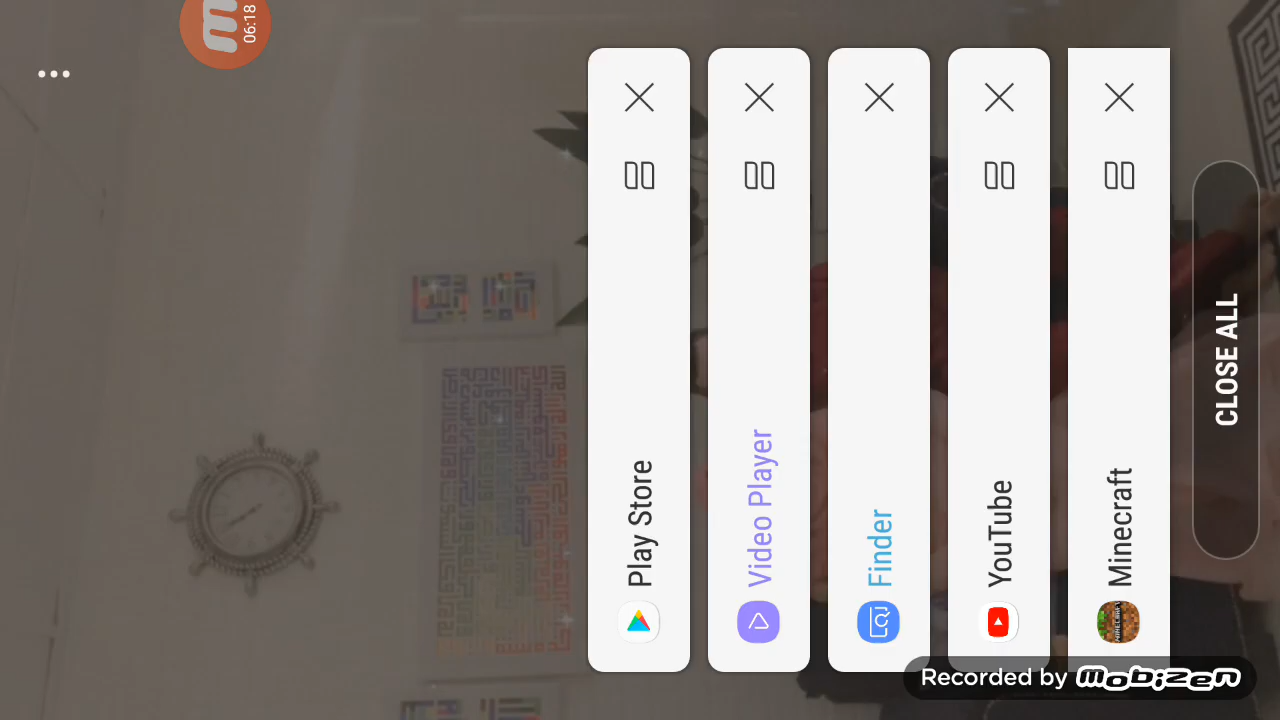 06:18
Play Store
Video Player
Finder
YouTube
Minecraft
CLOSE ALL
Recorded by mobizen